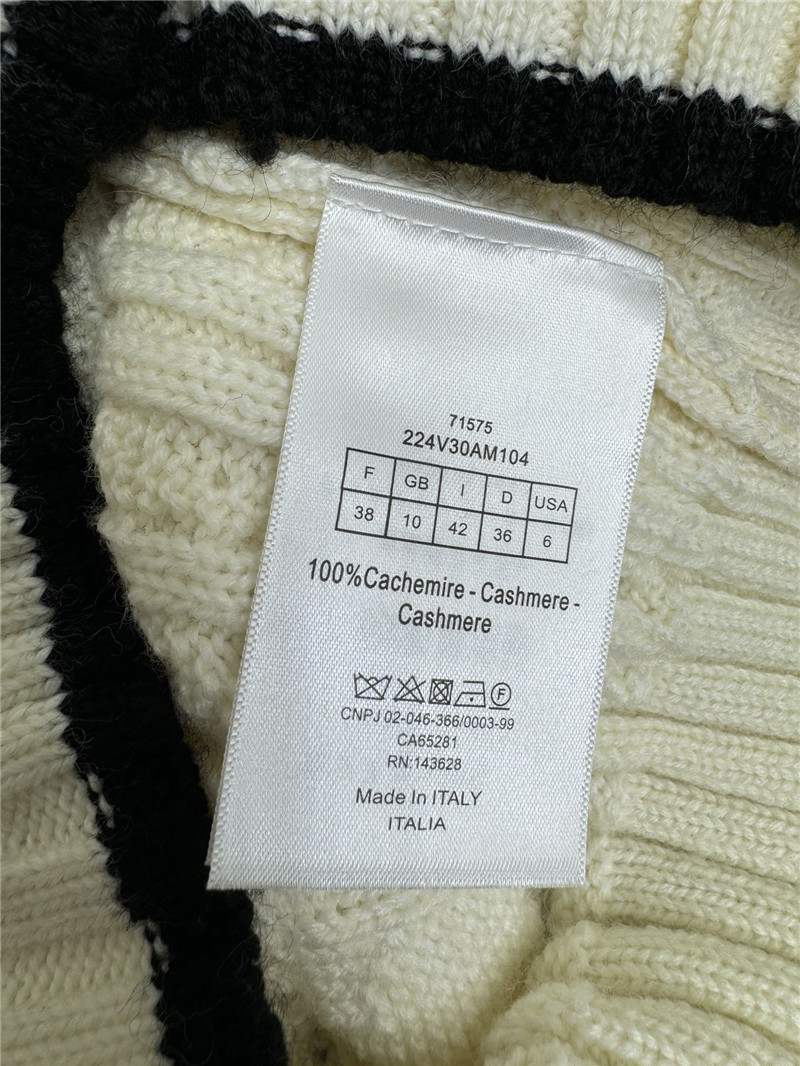 71575
224V30AM104
F GB I D USA
38 10 42 36 6
100%Cachemire - Cashmere -
Cashmere
F
CNPJ 02-046-366/0003-99
CA65281
RN:143628
Made In ITALY
ITALIA